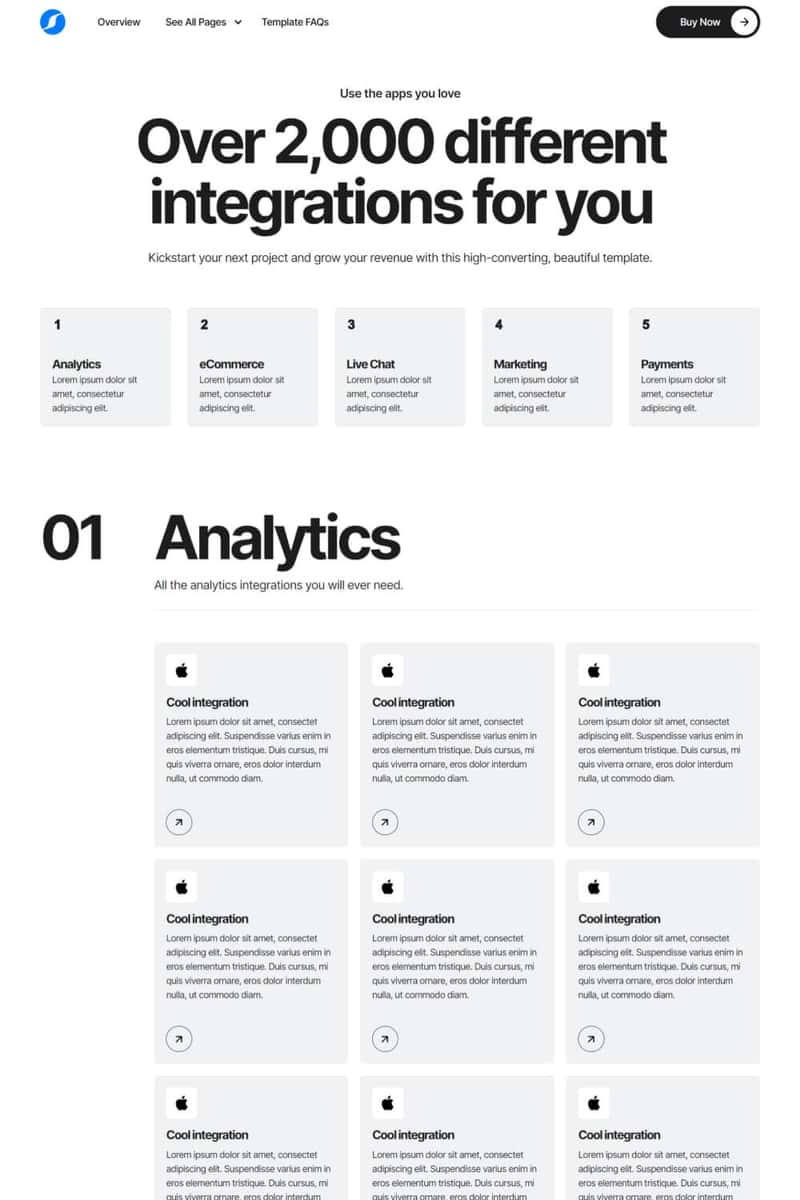 Overview See All Pages Template FAQs Buy Now
Use the apps you love
Over 2,000 different
integrations for you
Kickstart your next project and grow your revenue with this high-converting, beautiful template.
1
Analytics
Lorem ipsum dolor sit
amet, consectetur
adipiscing elit.
2
eCommerce
Lorem ipsum dolor sit
amet, consectetur
adipiscing elit.
3
Live Chat
Lorem ipsum dolor sit
amet, consectetur
adipiscing elit.
4
Marketing
Lorem ipsum dolor sit
amet, consectetur
adipiscing elit.
5
Payments
Lorem ipsum dolor sit
amet, consectetur
adipiscing elit.
01 Analytics
All the analytics integrations you will ever need.
Cool integration
Lorem ipsum dolor sit amet, consectet
adipiscing elit. Suspendisse varius enim in
eros elementum tristique. Duis cursus, mi
quis viverra ornare, eros dolor interdum
nulla, ut commodo diam.
Cool integration
Lorem ipsum dolor sit amet, consectet
adipiscing elit. Suspendisse varius enim in
eros elementum tristique. Duis cursus, mi
quis viverra ornare, eros dolor interdum
nulla, ut commodo diam.
Cool integration
Lorem ipsum dolor sit amet, consectet
adipiscing elit. Suspendisse varius enim in
eros elementum tristique. Duis cursus, mi
quis viverra ornare, eros dolor interdum
nulla, ut commodo diam.
Cool integration
Lorem ipsum dolor sit amet, consectet
adipiscing elit. Suspendisse varius enim in
eros elementum tristique. Duis cursus, mi
quis viverra ornare, eros dolor interdum
nulla, ut commodo diam.
Cool integration
Lorem ipsum dolor sit amet, consectet
adipiscing elit. Suspendisse varius enim in
eros elementum tristique. Duis cursus, mi
quis viverra ornare, eros dolor interdum
nulla, ut commodo diam.
Cool integration
Lorem ipsum dolor sit amet, consectet
adipiscing elit. Suspendisse varius enim in
eros elementum tristique. Duis cursus, mi
quis viverra ornare, eros dolor interdum
nulla, ut commodo diam.
Cool integration
Lorem ipsum dolor sit amet, consectet
adipiscing elit. Suspendisse varius enim in
eros elementum tristique. Duis cursus, mi
quis viverra ornare, eros dolor interdum
Cool integration
Lorem ipsum dolor sit amet, consectet
adipiscing elit. Suspendisse varius enim in
eros elementum tristique. Duis cursus, mi
quis viverra ornare, eros dolor interdum
Cool integration
Lorem ipsum dolor sit amet, consectet
adipiscing elit. Suspendisse varius enim in
eros elementum tristique. Duis cursus, mi
quis viverra ornare, eros dolor interdum